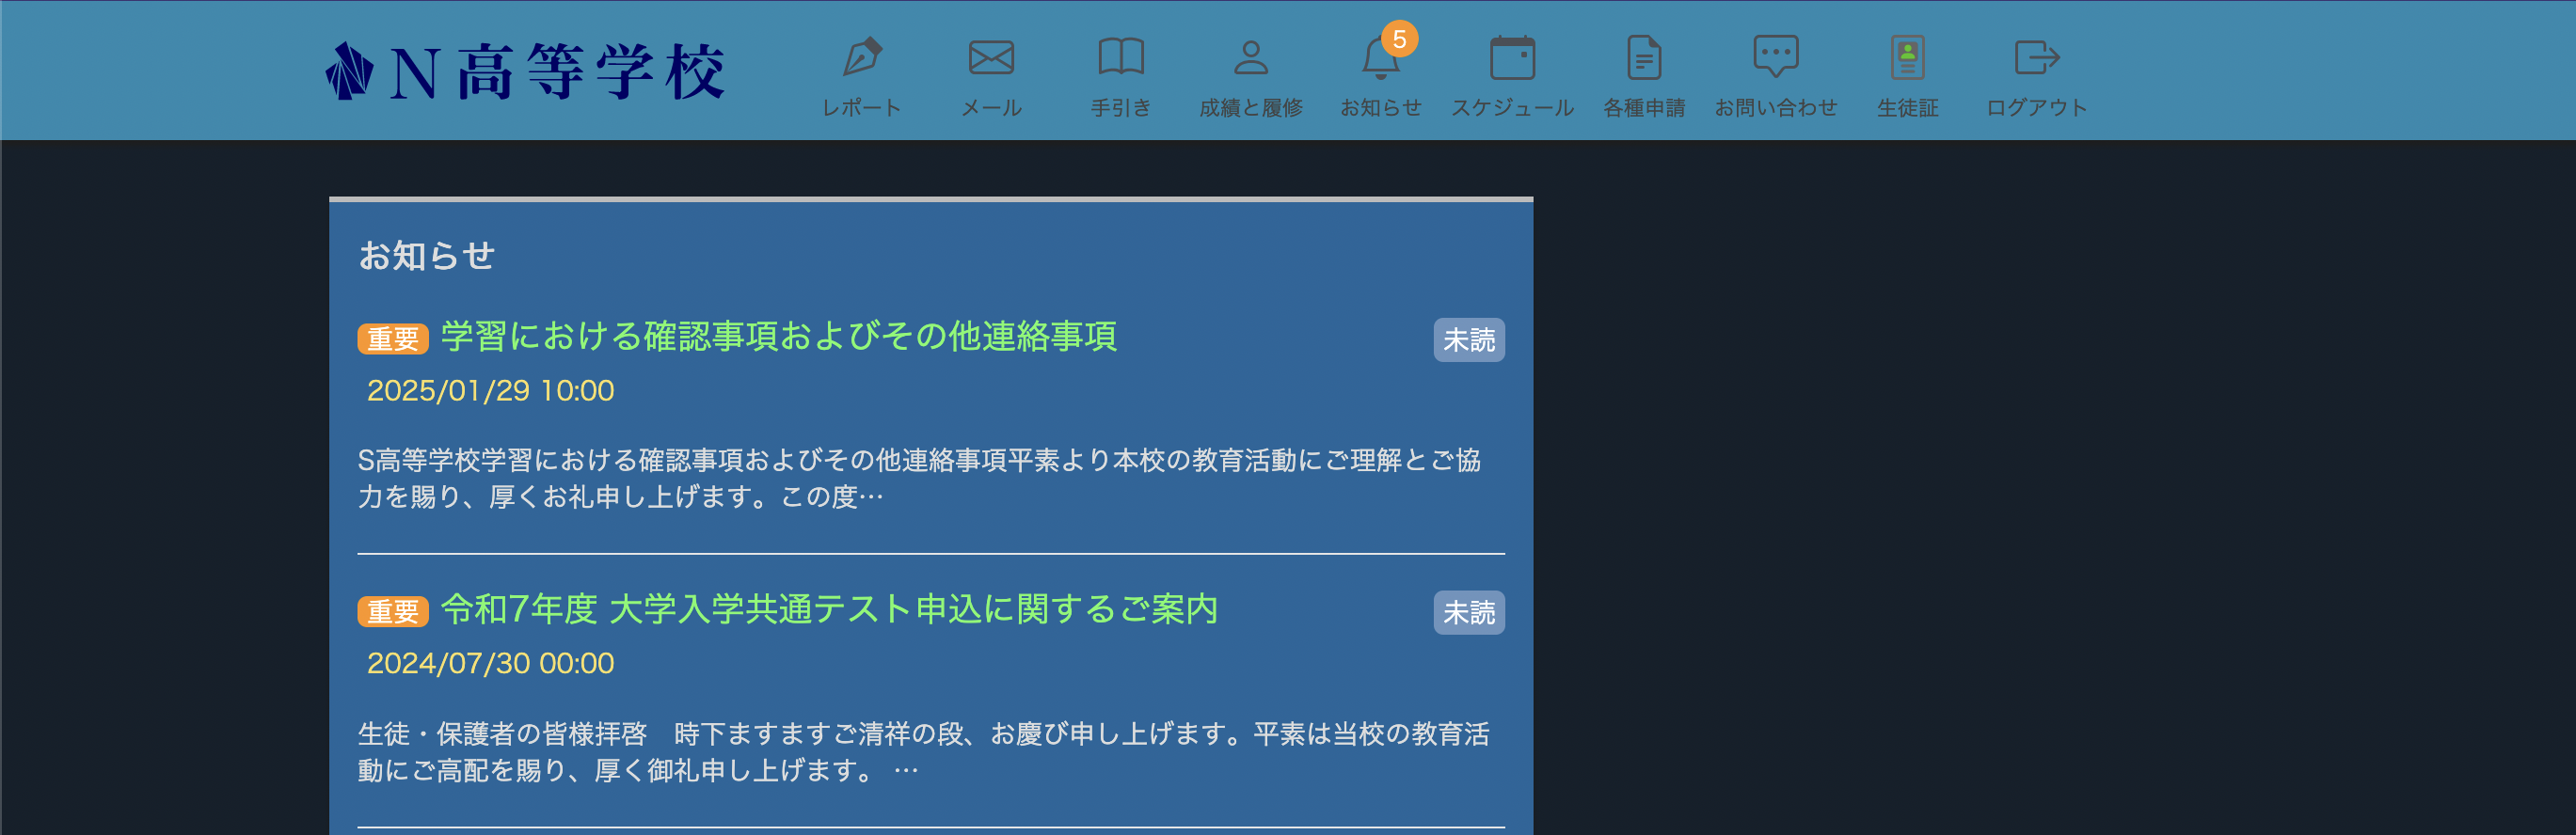 N高等学校
レポート
メール
手引き
成績と履修
5
お知らせ
スケジュール
各種申請
お問い合わせ
生徒証
ログアウト
お知らせ
重要 学習における確認事項およびその他連絡事項 未読
2025/01/29 10:00
S高等学校学習における確認事項およびその他連絡事項平素より本校の教育活動にご理解とご協
力を賜り、厚くお礼申し上げます。この度…
重要 令和7年度 大学入学共通テスト申込に関するご案内 未読
2024/07/30 00:00
生徒・保護者の皆様拝啓　時下ますますご清祥の段、お慶び申し上げます。平素は当校の教育活
動にご高配を賜り、厚く御礼申し上げます。 …